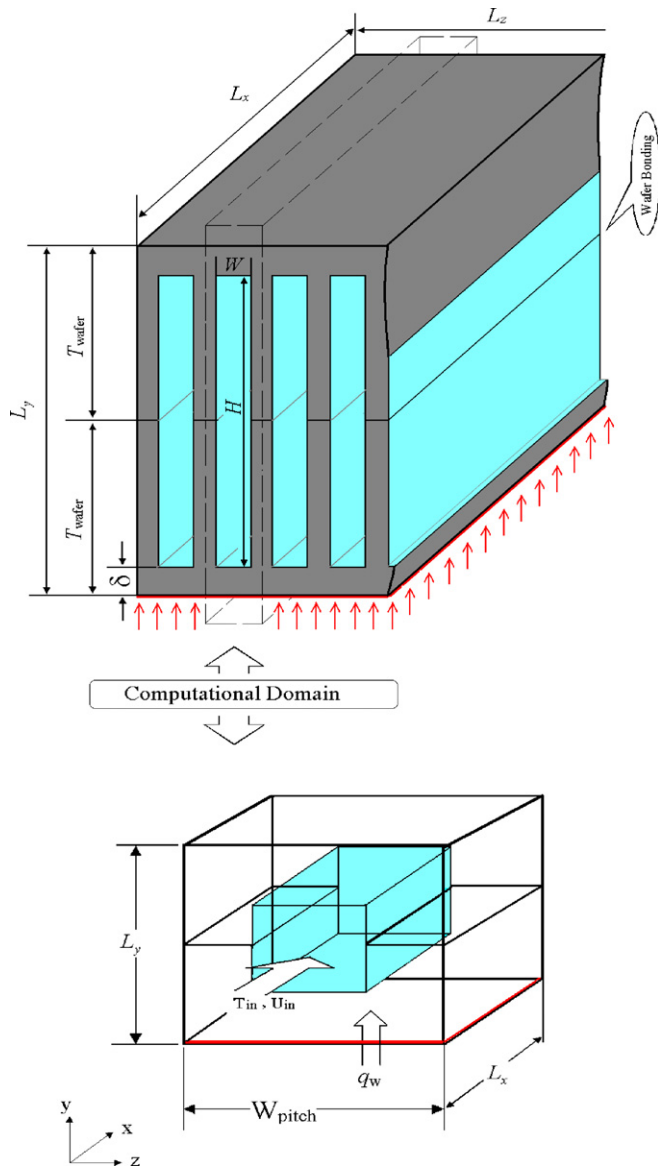 Lz
Lx
Wafer Bonding
W
Twafer
Ly
H
Twafer
δ
Computational Domain
Ly
Tin , Uin
qw
Lx
Wpitch
y
x
z